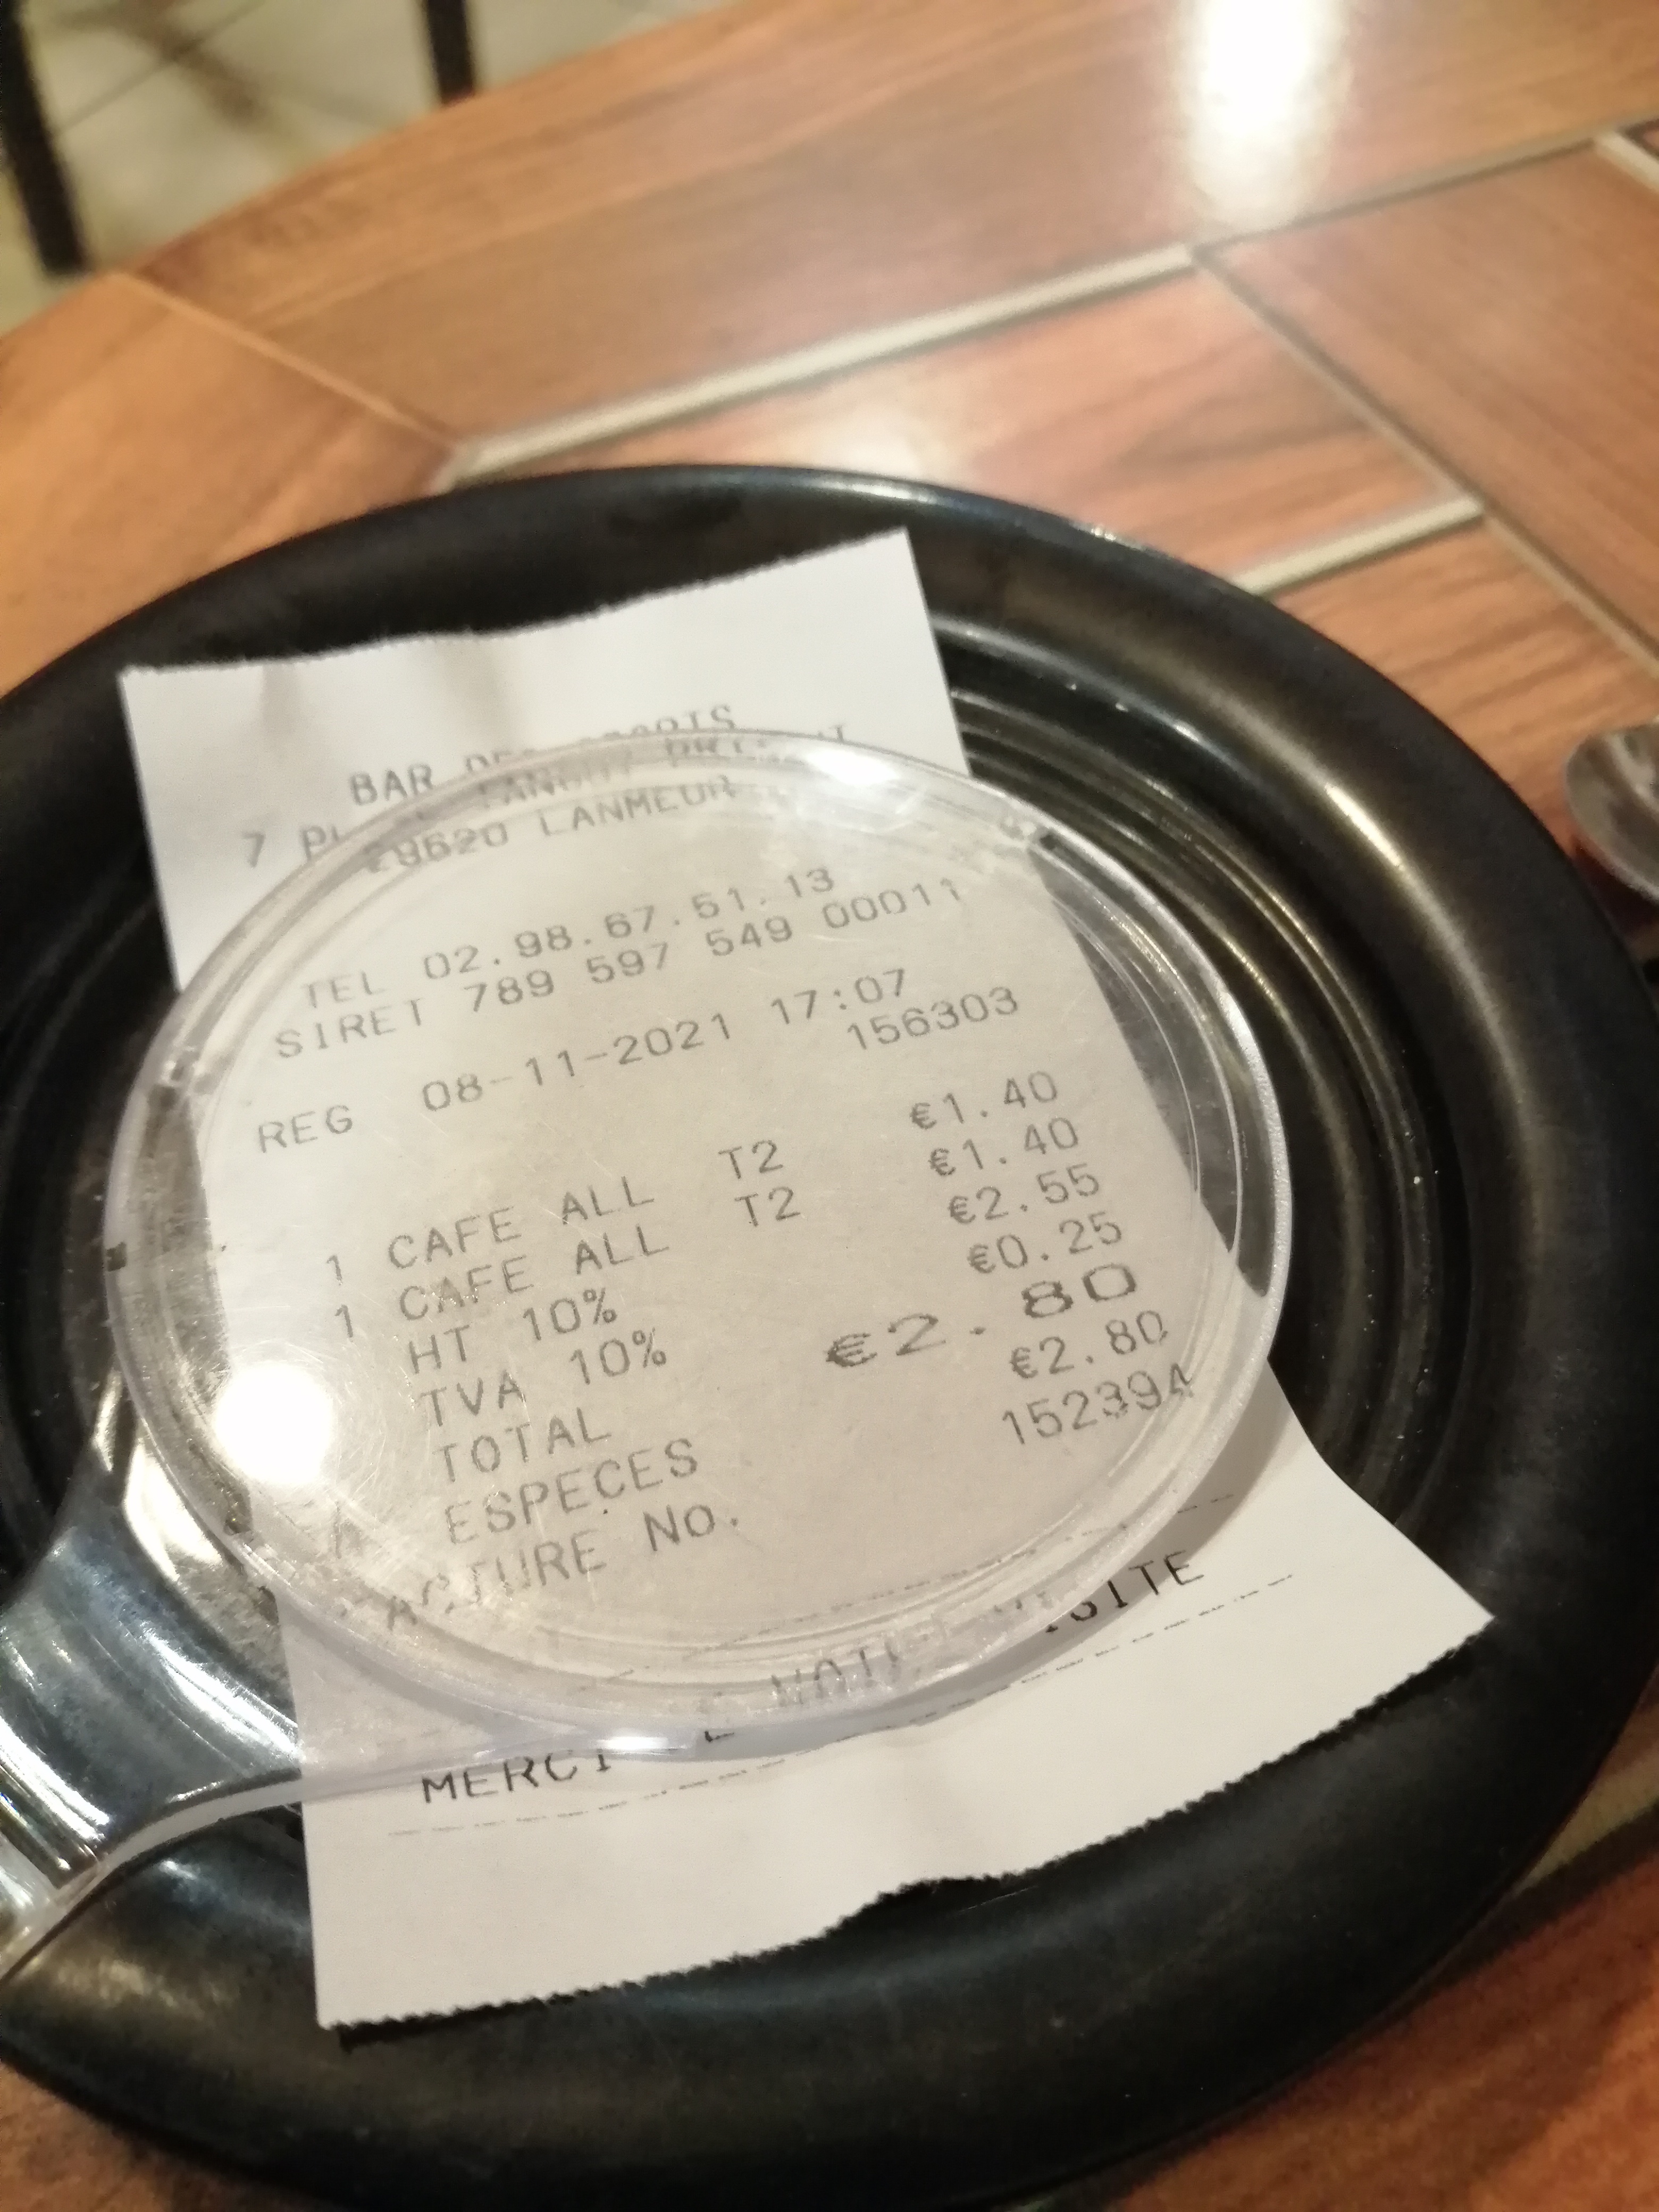 BAR
7
29620 LANMEUR
TEL 02.98.67.51.13
SIRET 789 597 549 00011
REG 08-11-2021 17:07
156303
1 CAFE ALL T2 €1.40
1 CAFE ALL T2 €1.40
HT 10% €2.55
TVA 10% €0.25
TOTAL €2.80
ESPECES €2.80
No. 152394
MERCI